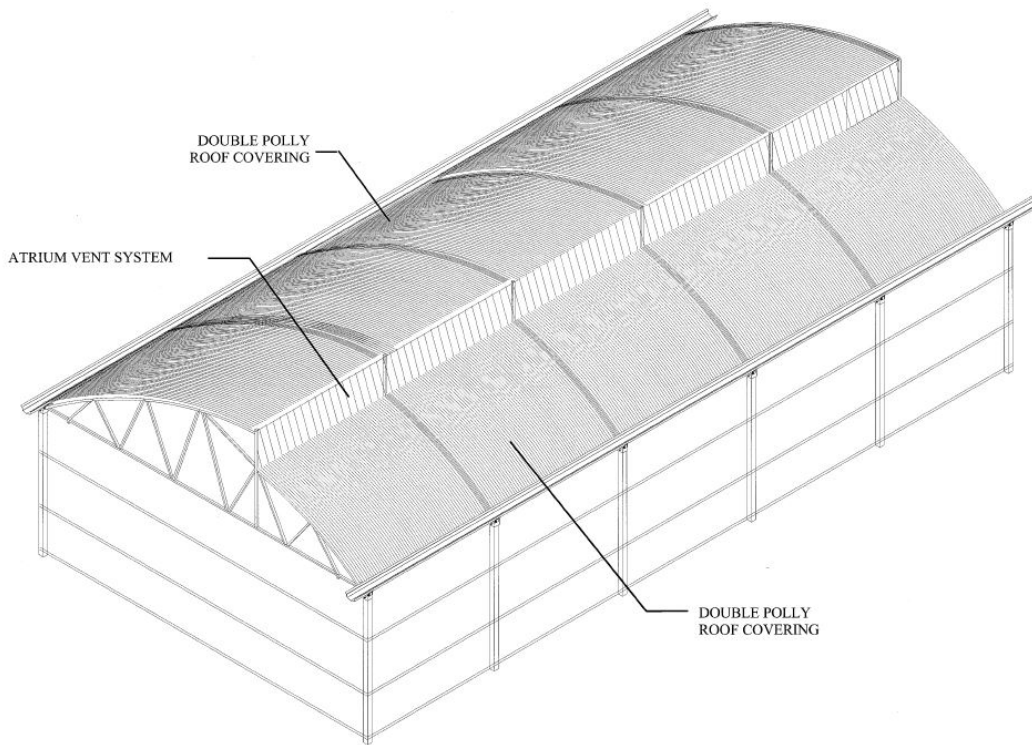 DOUBLE POLLY
ROOF COVERING
ATRIUM VENT SYSTEM
DOUBLE POLLY
ROOF COVERING